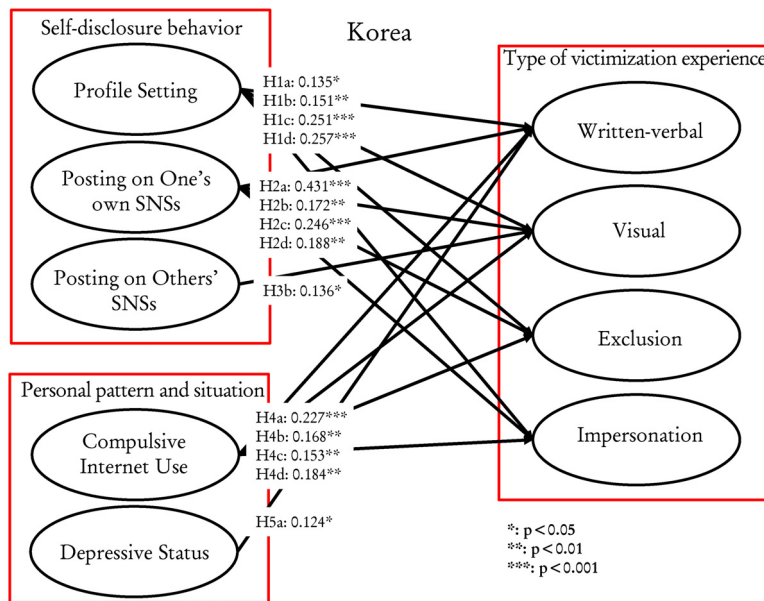 Korea
Self-disclosure behavior
Profile Setting
Posting on One's
own SNSs
Posting on Others'
SNSs
Personal pattern and situation
Compulsive
Internet Use
Depressive Status
H1a: 0.135*
H1b: 0.151**
H1c: 0.251***
H1d: 0.257***
H2a: 0.431***
H2b: 0.172**
H2c: 0.246***
H2d: 0.188**
H3b: 0.136*
H4a: 0.227***
H4b: 0.168**
H4c: 0.153**
H4d: 0.184**
H5a: 0.124*
Type of victimization experience
Written-verbal
Visual
Exclusion
Impersonation
*: p<0.05
**: p<0.01
***: p<0.001